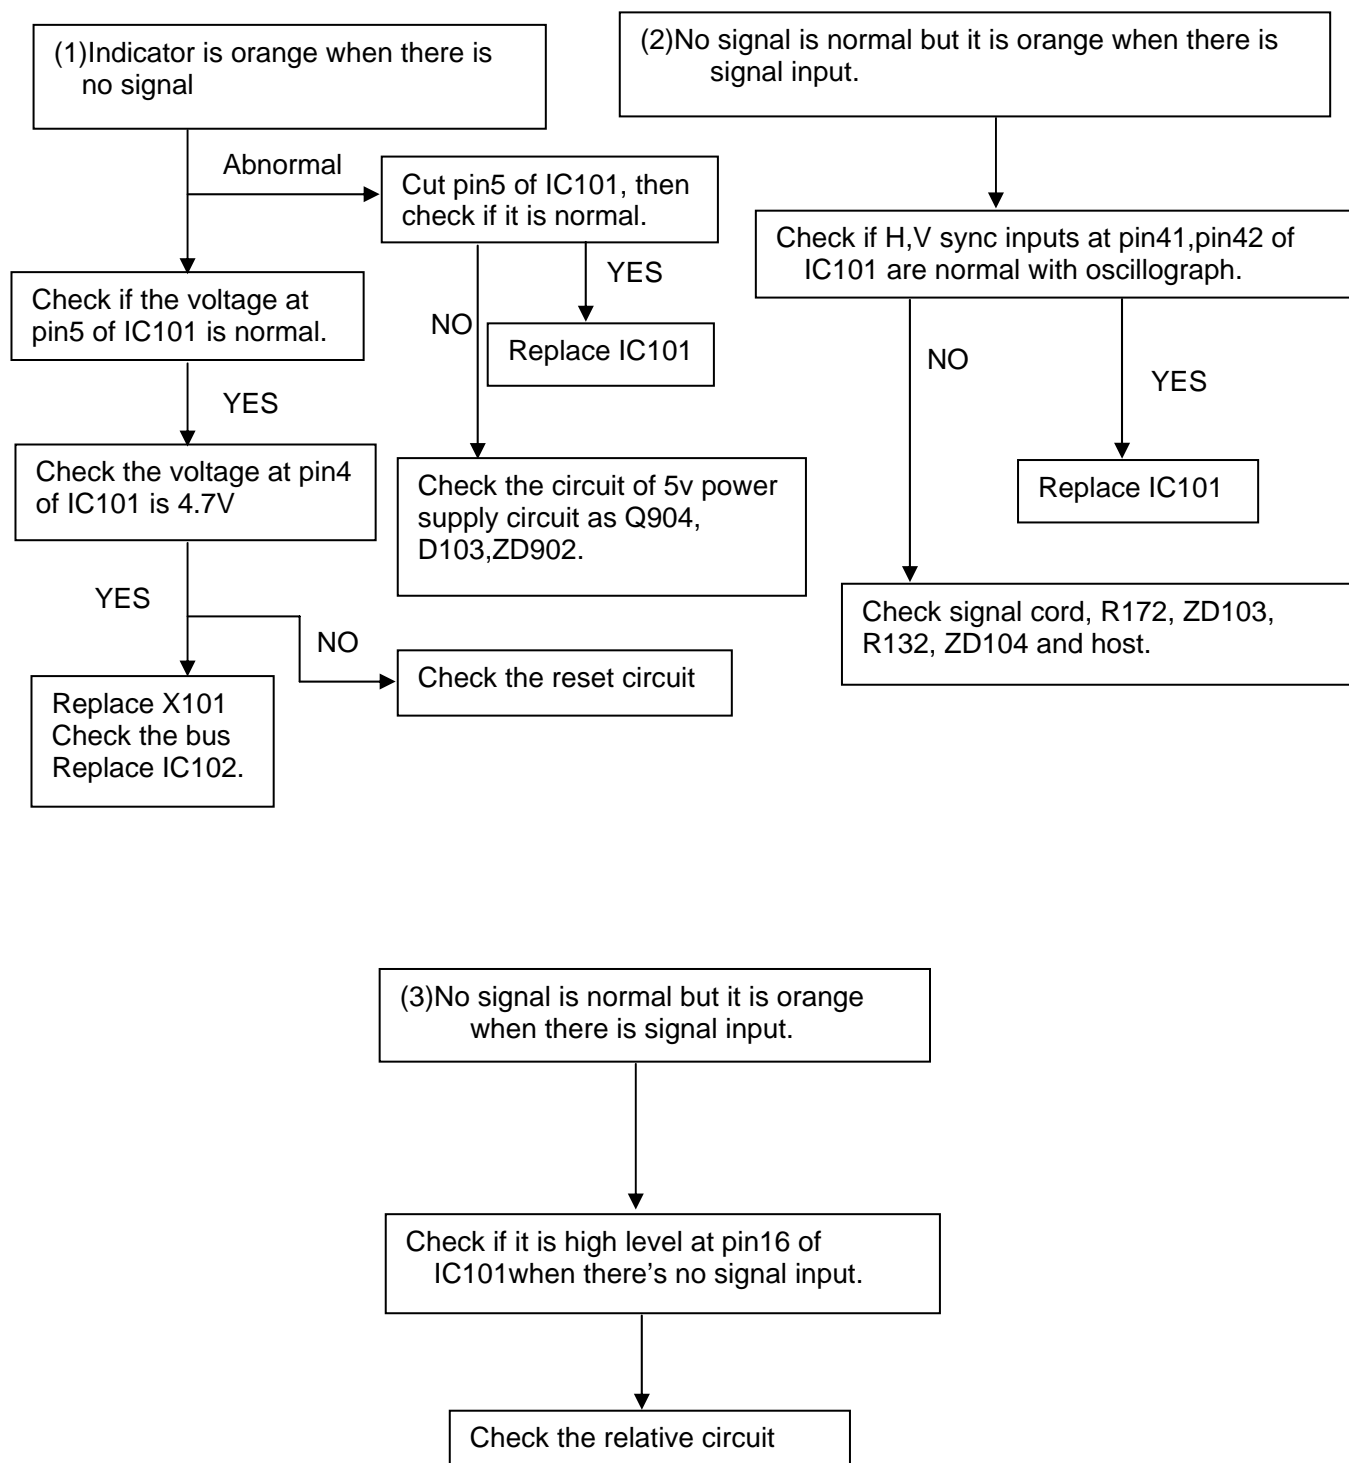 (1)Indicator is orange when there is
no signal
(2)No signal is normal but it is orange when there is
signal input.
Abnormal
Cut pin5 of IC101, then
check if it is normal.
Check if H,V sync inputs at pin41,pin42 of
IC101 are normal with oscillograph.
Check if the voltage at
pin5 of IC101 is normal.
YES
NO
Replace IC101
NO
YES
YES
Check the voltage at pin4
of IC101 is 4.7V
Check the circuit of 5v power
supply circuit as Q904,
D103,ZD902.
Replace IC101
YES
NO
Check the reset circuit
Check signal cord, R172, ZD103,
R132, ZD104 and host.
Replace X101
Check the bus
Replace IC102.
(3)No signal is normal but it is orange
when there is signal input.
Check if it is high level at pin16 of
IC101when there’s no signal input.
Check the relative circuit